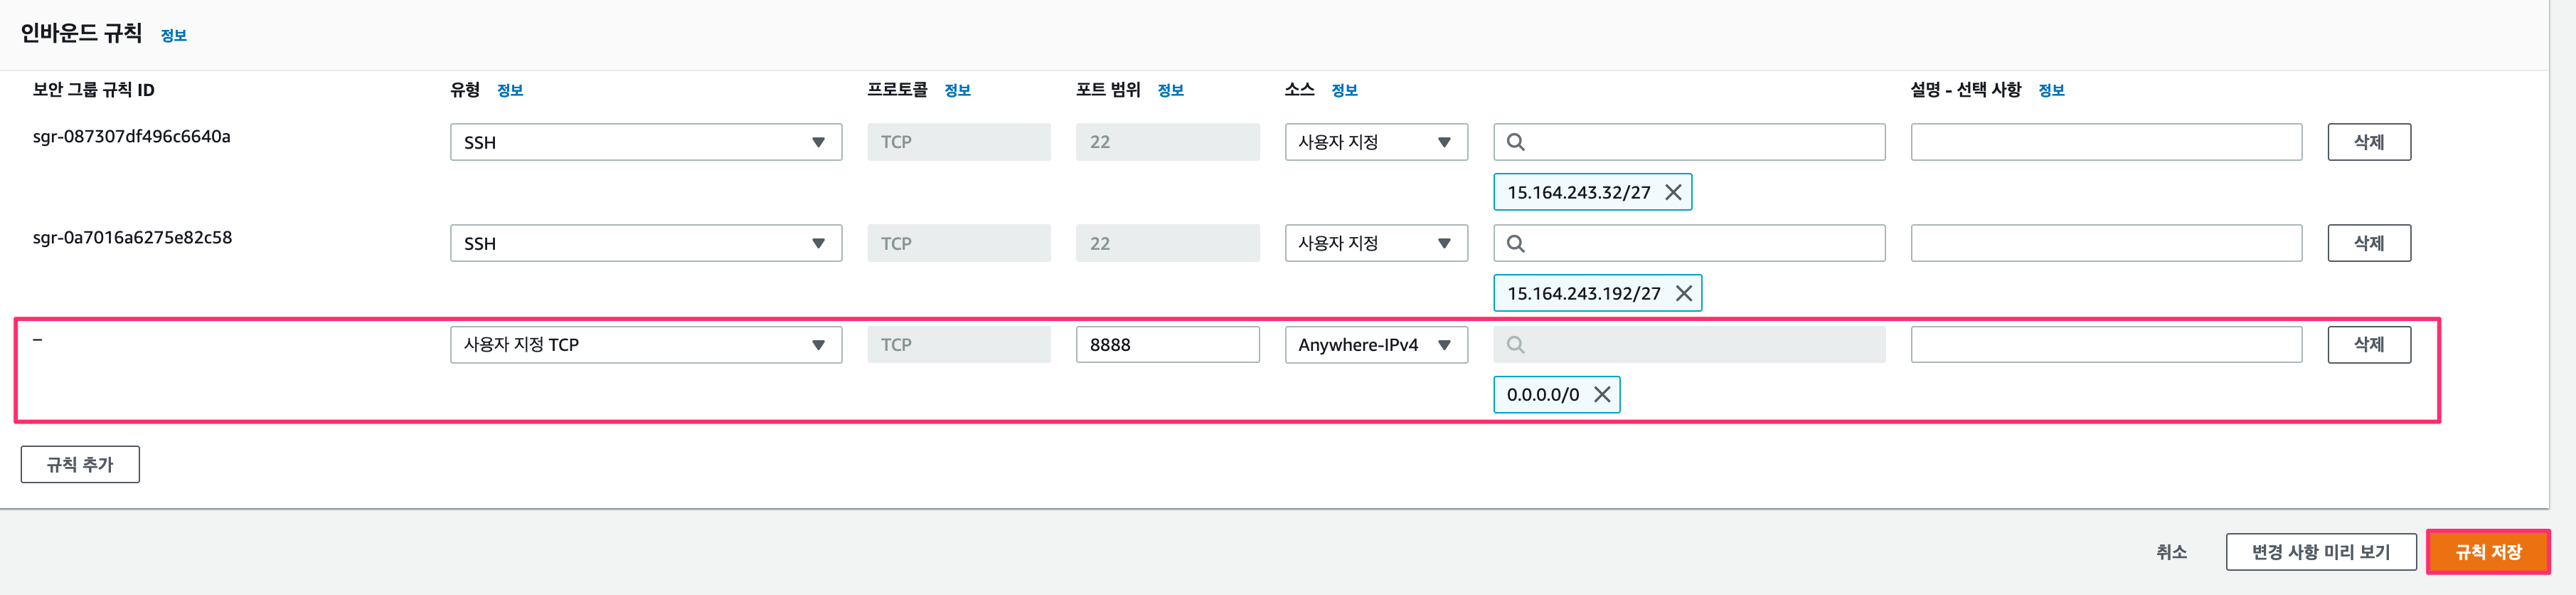 인바운드 규칙 정보
보안 그룹 규칙 ID 유형 정보 프로토콜 정보 포트 범위 정보 소스 정보 설명 - 선택 사항 정보
sgr-087307df496c6640a SSH TCP 22 사용자 지정 삭제
15.164.243.32/27
sgr-0a7016a6275e82c58 SSH TCP 22 사용자 지정 삭제
15.164.243.192/27
– 사용자 지정 TCP TCP 8888 Anywhere-IPv4 삭제
0.0.0.0/0
규칙 추가
취소 변경 사항 미리 보기 규칙 저장